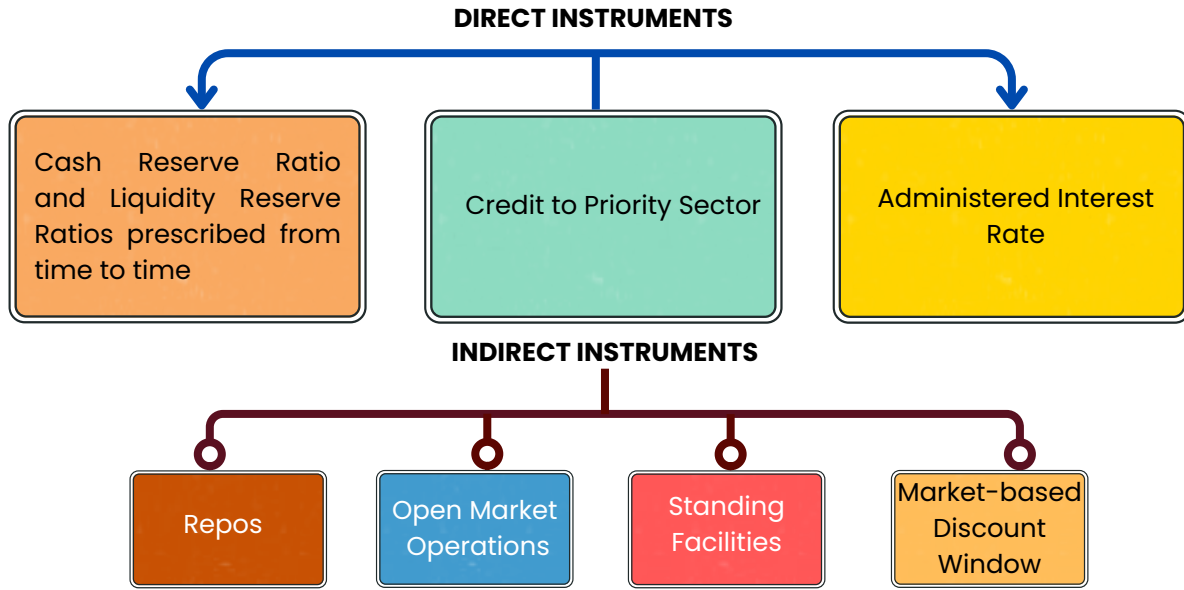 DIRECT INSTRUMENTS
Cash Reserve Ratio
and Liquidity Reserve
Ratios prescribed from
time to time
Credit to Priority Sector
Administered Interest
Rate
INDIRECT INSTRUMENTS
Repos
Open Market
Operations
Standing
Facilities
Market-based
Discount
Window